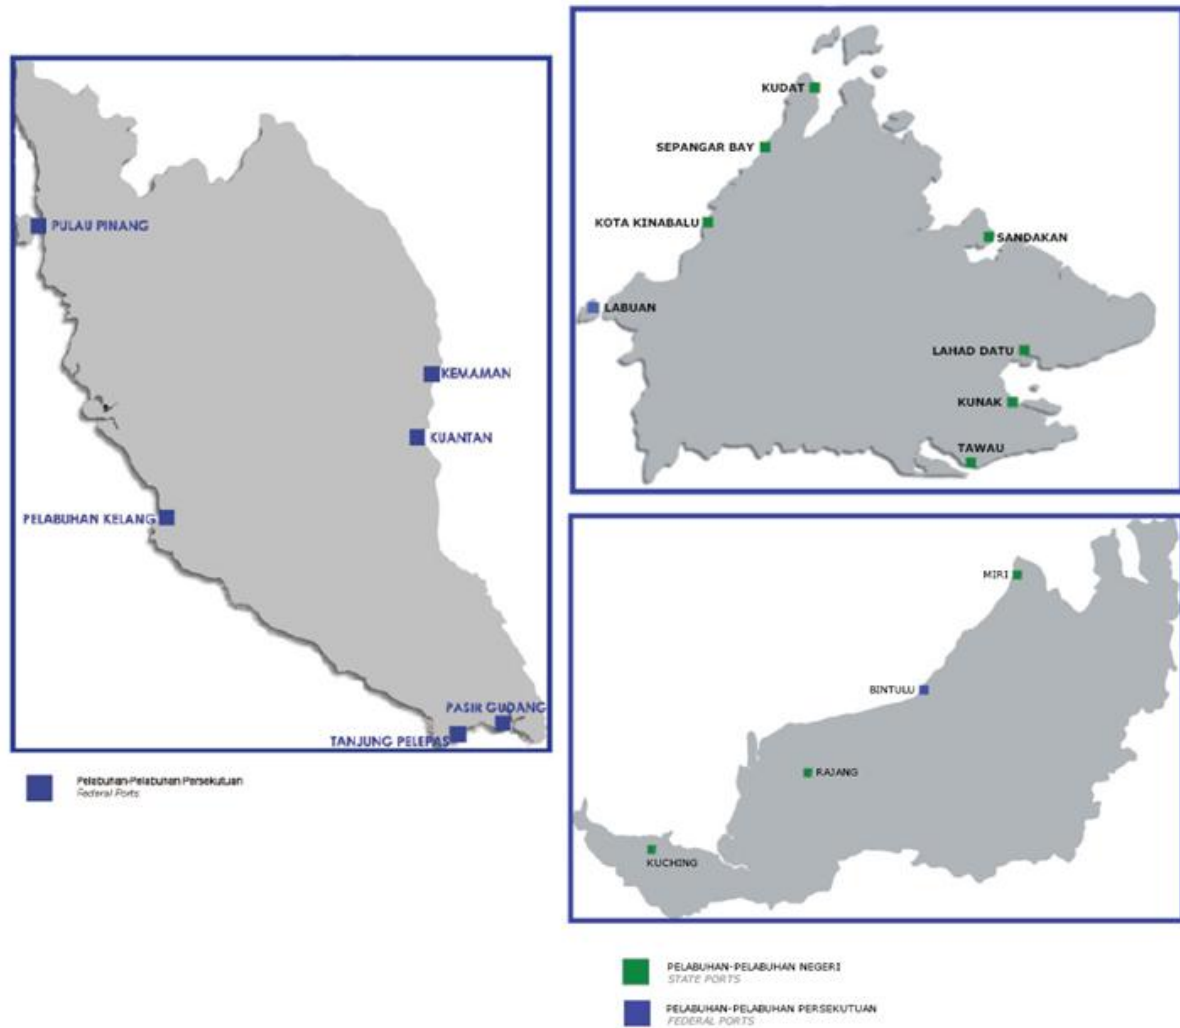 PULAU PINANG
KEMAMAN
KUANTAN
PELABUHAN KELANG
PASIR GUDANG
TANJUNG PELEPAS
Pelabuhan-Pelabuhan Persekutuan
Federal Ports
KUDAT
SEPANGAR BAY
KOTA KINABALU
SANDAKAN
LABUAN
LAHAD DATU
KUNAK
TAWAU
MIRI
BINTULU
RAJANG
KUCHING
PELABUHAN-PELABUHAN NEGERI
STATE PORTS
PELABUHAN-PELABUHAN PERSEKUTUAN
FEDERAL PORTS